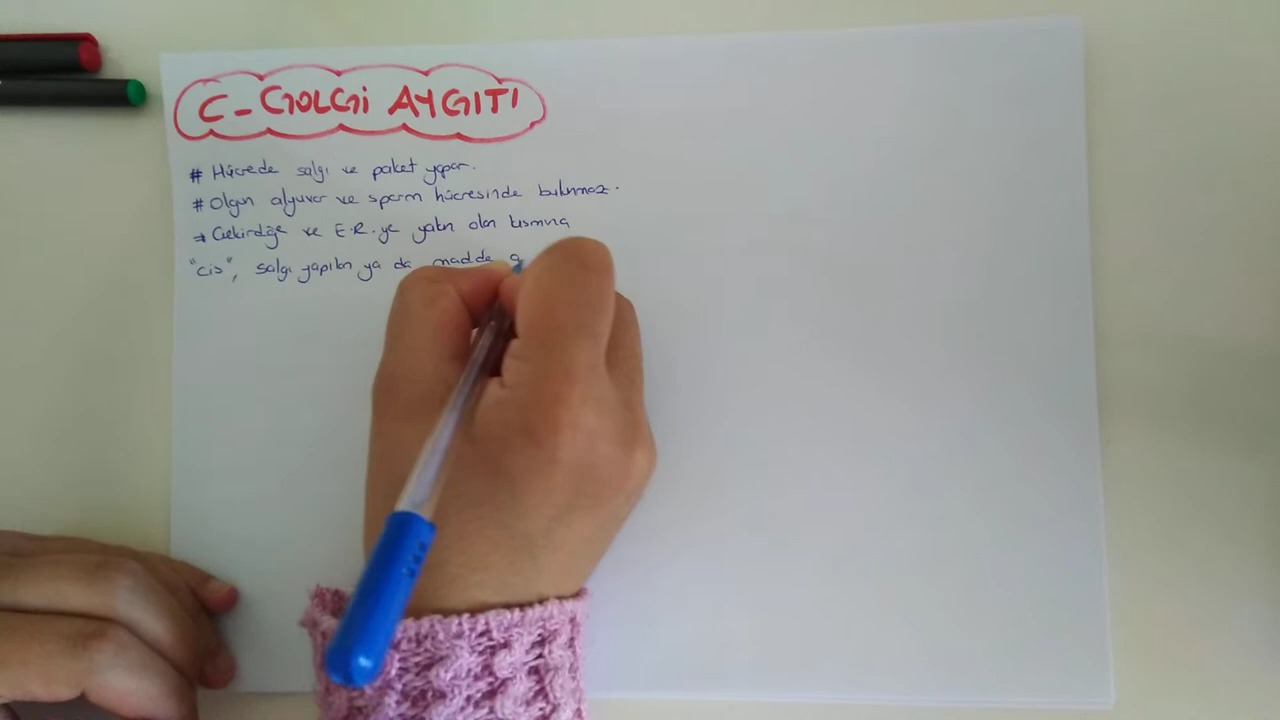 C- GOLGi AYGITI
# Hücrede salgı ve paket yapar.
# Olgun alyuvar ve sperm hücresinde bulunmaz.
→ Çekirdiğe ve E.R.ye yakın olan kısmına
"cis", salgı yapılan ya da madde